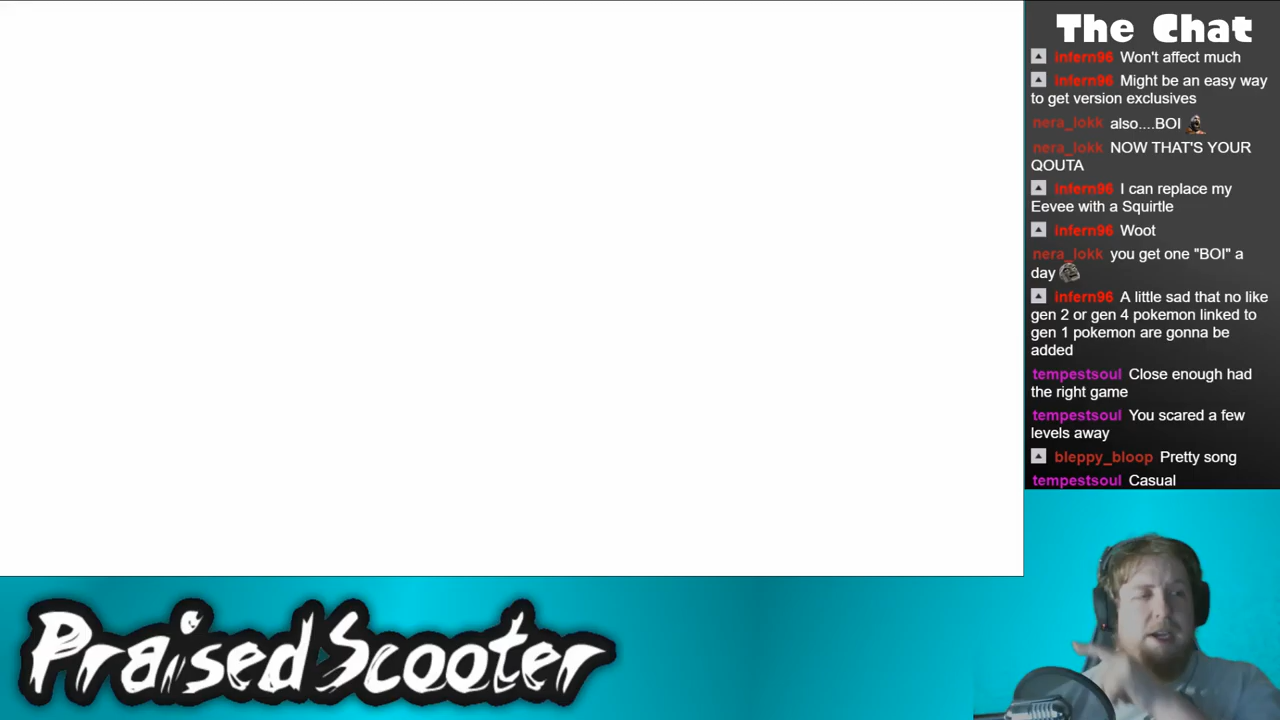 The Chat
infern96 Won't affect much
infern96 Might be an easy way
to get version exclusives
nera_lokk also....BOI
nera_lokk NOW THAT'S YOUR
QOUTA
infern96 I can replace my
Eevee with a Squirtle
infern96 Woot
nera_lokk you get one "BOI" a
day
infern96 A little sad that no like
gen 2 or gen 4 pokemon linked to
gen 1 pokemon are gonna be
added
tempestsoul Close enough had
the right game
tempestsoul You scared a few
levels away
bleppy_bloop Pretty song
tempestsoul Casual
PraisedScooter